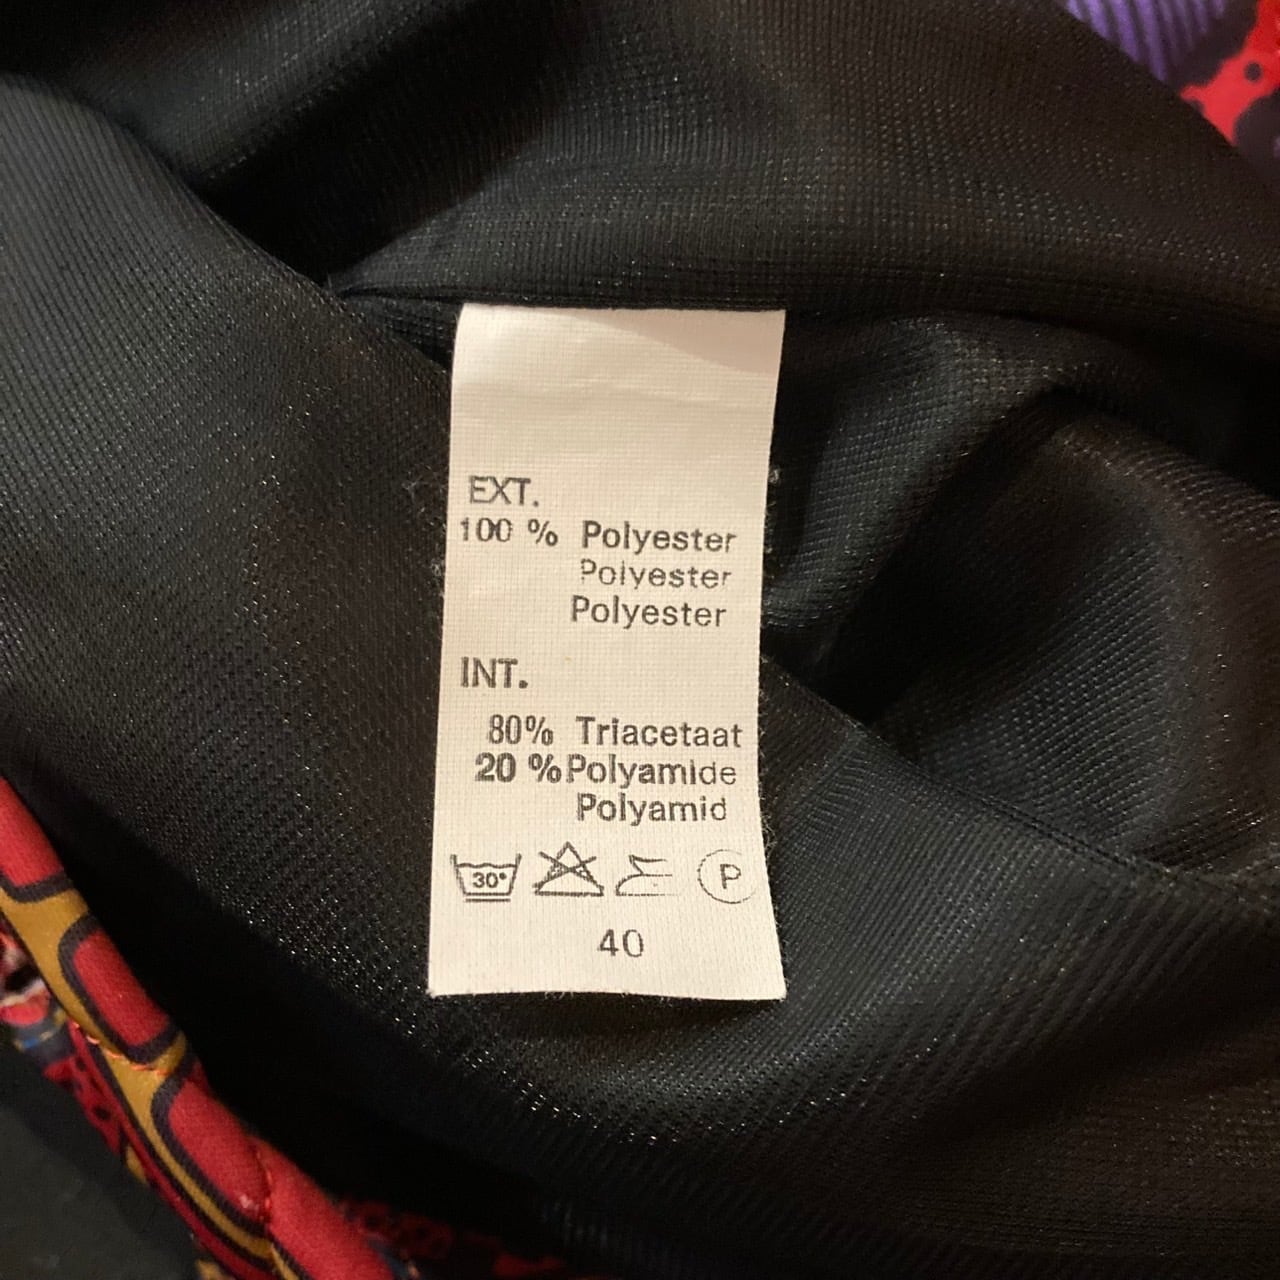 EXT.
100 % Polyester
Polyester
Polyester
INT.
80% Triacetaat
20 % Polyamide
Polyamid
30° P
40